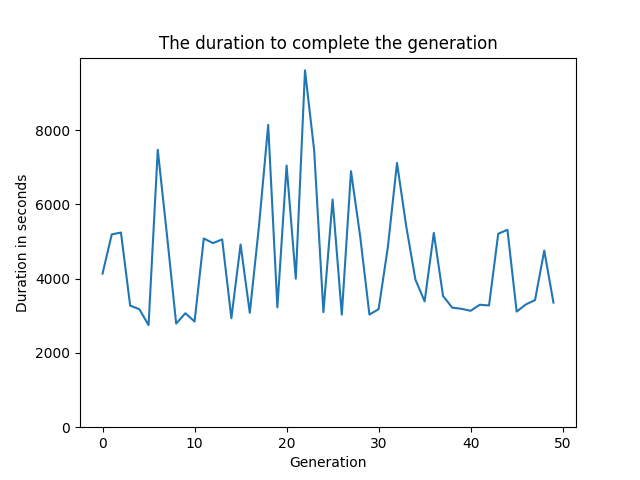 The duration to complete the generation
Duration in seconds
8000
6000
4000
2000
0
0 10 20 30 40 50
Generation